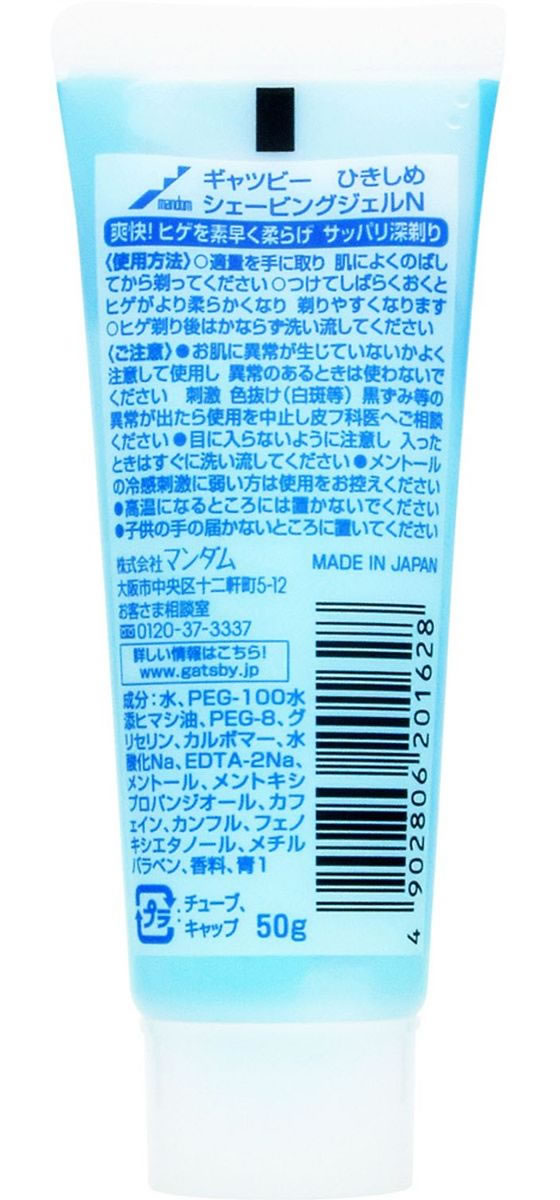 mandom
ギャツビー ひきしめ
シェービングジェルN
爽快!ヒゲを素早く柔らげ サッパリ深剃り
〈使用方法〉○適量を手に取り 肌によくのばし
てから剃ってください○つけてしばらくおくと
ヒゲがより柔らかくなり 剃りやすくなります
○ヒゲ剃り後はかならず洗い流してください
〈ご注意〉●お肌に異常が生じていないかよく
注意して使用し 異常のあるときは使わないで
ください 刺激 色抜け(白斑等) 黒ずみ等の
異常が出たら使用を中止し皮フ科医へご相談
ください●目に入らないように注意し 入った
ときはすぐに洗い流してください●メントール
の冷感刺激に弱い方は使用をお控えください
●高温になるところには置かないでください
●子供の手の届かないところに置いてください
株式会社マンダム MADE IN JAPAN
大阪市中央区十二軒町5-12
お客さま相談室
0120-37-3337
詳しい情報はこちら!
www.gatsby.jp
成分:水、PEG-100水
添ヒマシ油、PEG-8、グ
リセリン、カルボマー、水
酸化Na、EDTA-2Na、
メントール、メントキシ
プロパンジオール、カフ
ェイン、カンフル、フェノ
キシエタノール、メチル
パラベン、香料、青1
プラ:チューブ、
キャップ 50g
4 902806 201628